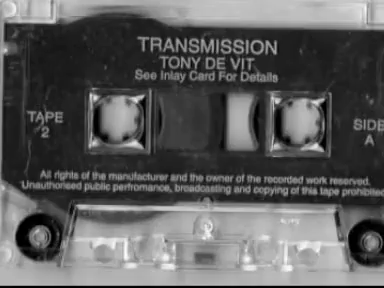 TRANSMISSION
TONY DE VIT
See Inlay Card For Details
TAPE
2
SIDE
A
All rights of the manufacturer and the owner of the recorded work reserved.
Unauthorised public perfromance, broadcasting and copying of this tape prohibited